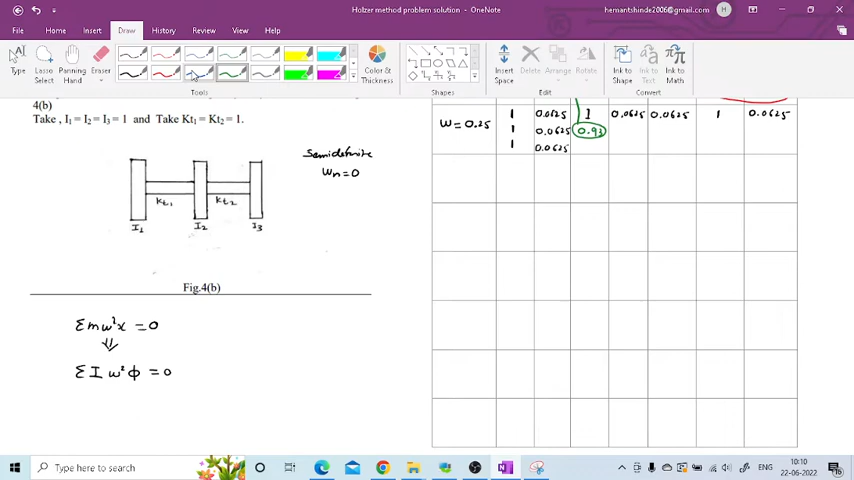 Holzer method problem solution - OneNote
hemantshinde2006@gmail.com
H
File
Home
Insert
Draw
History
Review
View
Help
Type
Lasso Select
Panning Hand
Eraser
Color & Thickness
Insert Space
Delete
Arrange
Rotate
Ink to Shape
Ink to Text
Ink to Math
Tools
Shapes
Edit
Convert
4(b)
Take , I₁ = I₂ = I₃ = 1 and Take Kt₁ = Kt₂ = 1.
Semidefinite
ωn=0
Kt₁
Kt₂
I₁
I₂
I₃
Fig.4(b)
Σmω²x =0
⇓
ΣIω²ϕ =0
ω=0.25
1 0.0625 1 0.0625 0.0625 1 0.0625
1 0.0625 0.93
1 0.0625
Type here to search
ENG
10:10
22-06-2022